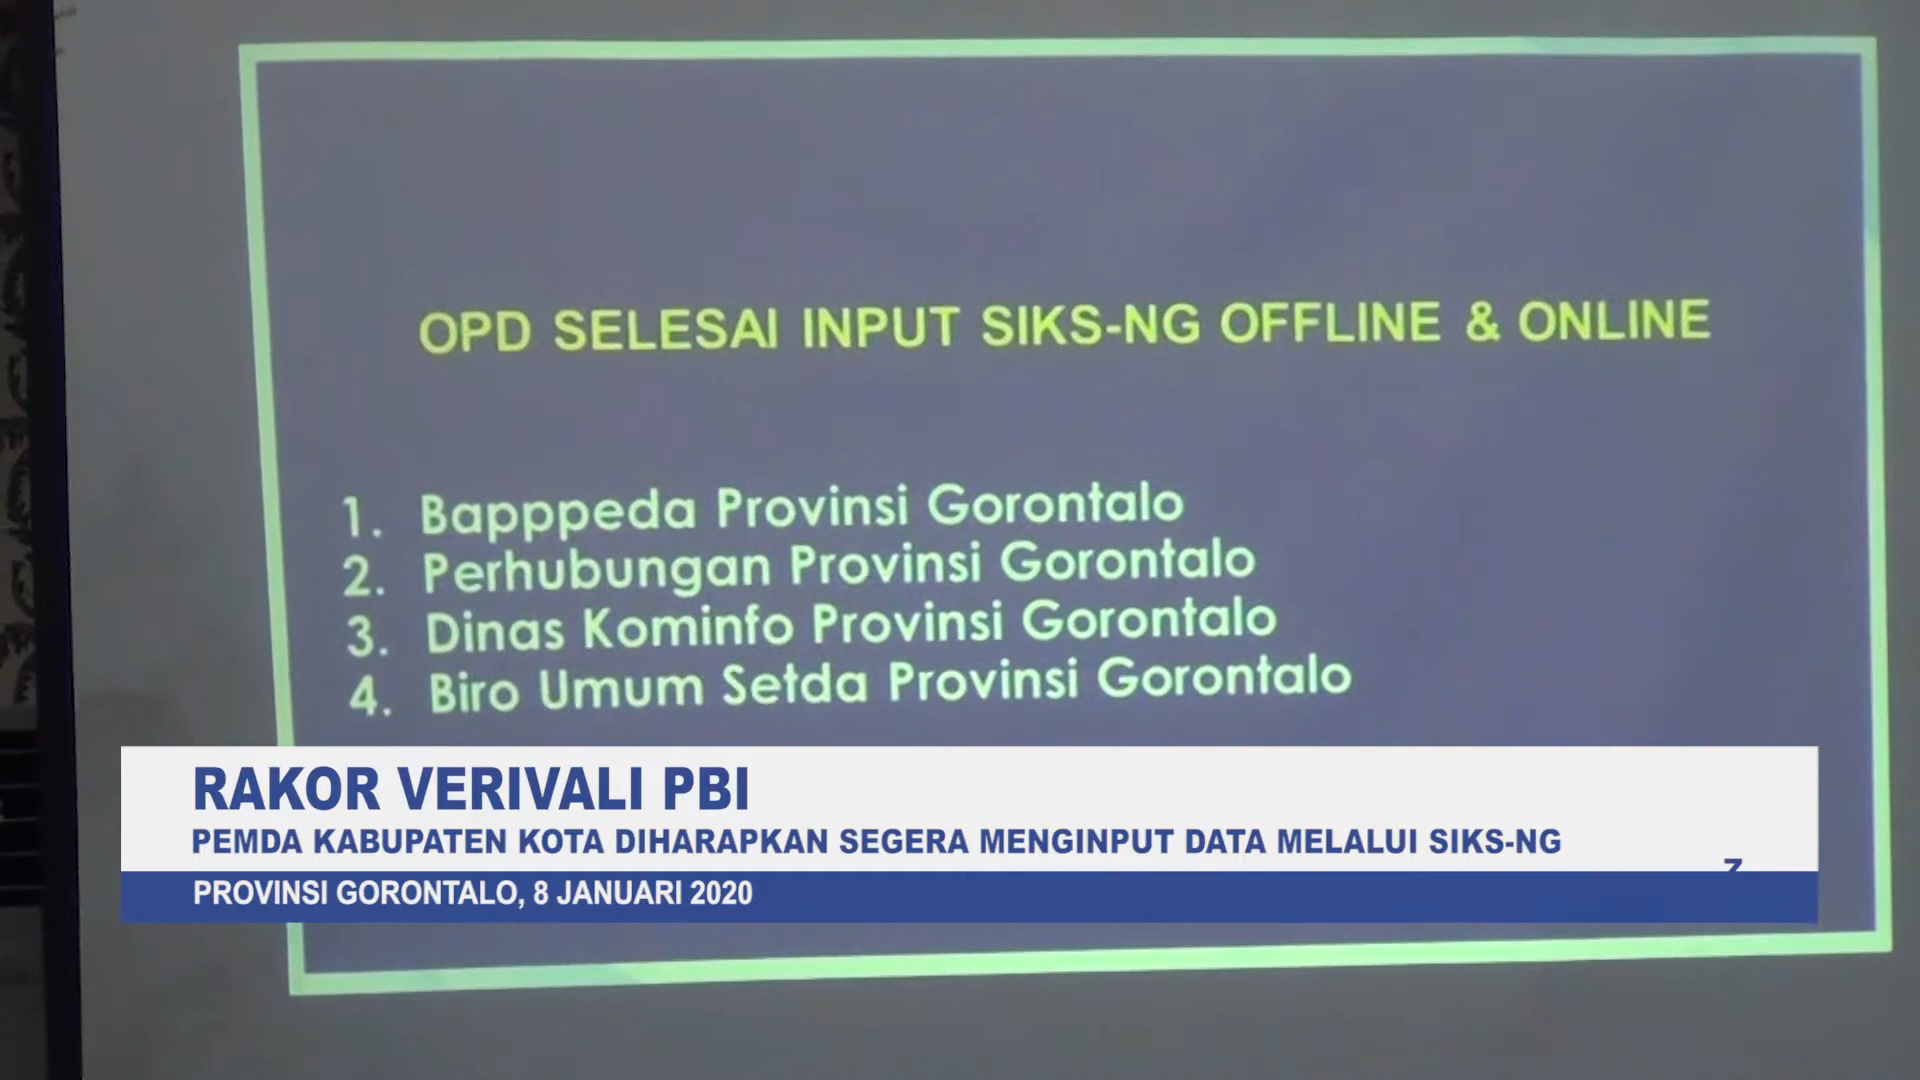 OPD SELESAI INPUT SIKS-NG OFFLINE & ONLINE
1. Bapppeda Provinsi Gorontalo
2. Perhubungan Provinsi Gorontalo
3. Dinas Kominfo Provinsi Gorontalo
4. Biro Umum Setda Provinsi Gorontalo
RAKOR VERIVALI PBI
PEMDA KABUPATEN KOTA DIHARAPKAN SEGERA MENGINPUT DATA MELALUI SIKS-NG
PROVINSI GORONTALO, 8 JANUARI 2020